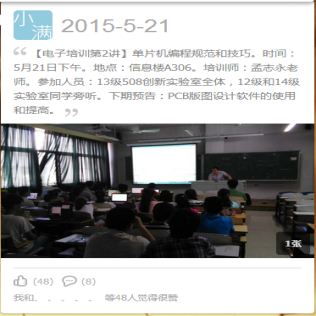 小满
2015-5-21
【电子培训第2讲】单片机编程规范和技巧。时间：
5月21日下午。地点：信息楼A306。培训师：孟志永老
师。参加人员：13级508创新实验室全体，12级和14级
实验室同学旁听。下期预告：PCB版图设计软件的使用
和提高。
1张
(48) (8)
我和、 、 、 、 、 等48人觉得很赞